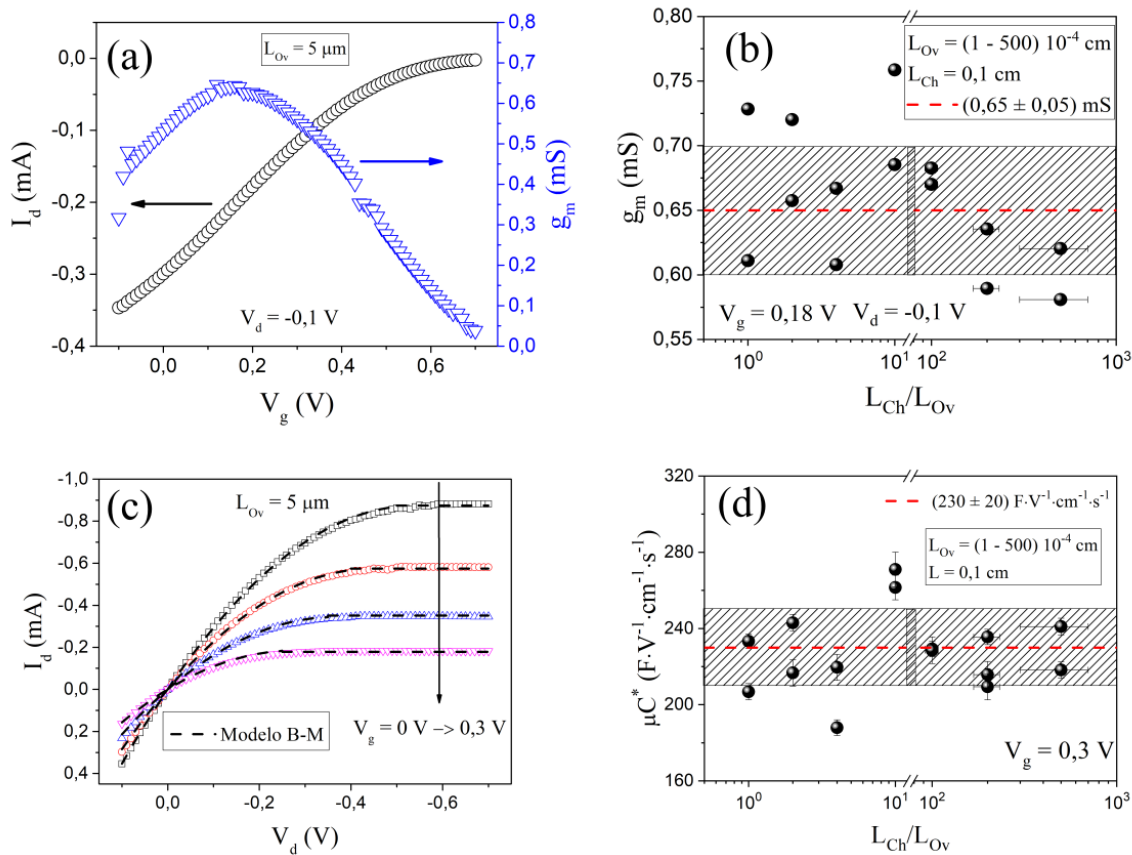 (a)
L_Ov = 5 µm
V_d = -0,1 V
I_d (mA)
0,0
-0,1
-0,2
-0,3
-0,4
0,0 0,2 0,4 0,6
V_g (V)
0,8
0,7
0,6
0,5
0,4
0,3
0,2
0,1
0,0
g_m (mS)
(b)
L_Ov = (1 - 500) 10^-4 cm
L_Ch = 0,1 cm
(0,65 ± 0,05) mS
V_g = 0,18 V V_d = -0,1 V
g_m (mS)
0,80
0,75
0,70
0,65
0,60
0,55
10^0 10^1 10^2 10^3
L_Ch/L_Ov
(c)
L_Ov = 5 µm
V_g = 0 V –> 0,3 V
Modelo B-M
I_d (mA)
-1,0
-0,8
-0,6
-0,4
-0,2
0,0
0,2
0,4
0,0 -0,2 -0,4 -0,6
V_d (V)
(d)
(230 ± 20) F·V^-1·cm^-1·s^-1
L_Ov = (1 - 500) 10^-4 cm
L = 0,1 cm
V_g = 0,3 V
µC^* (F·V^-1·cm^-1·s^-1)
320
280
240
200
160
10^0 10^1 10^2 10^3
L_Ch/L_Ov